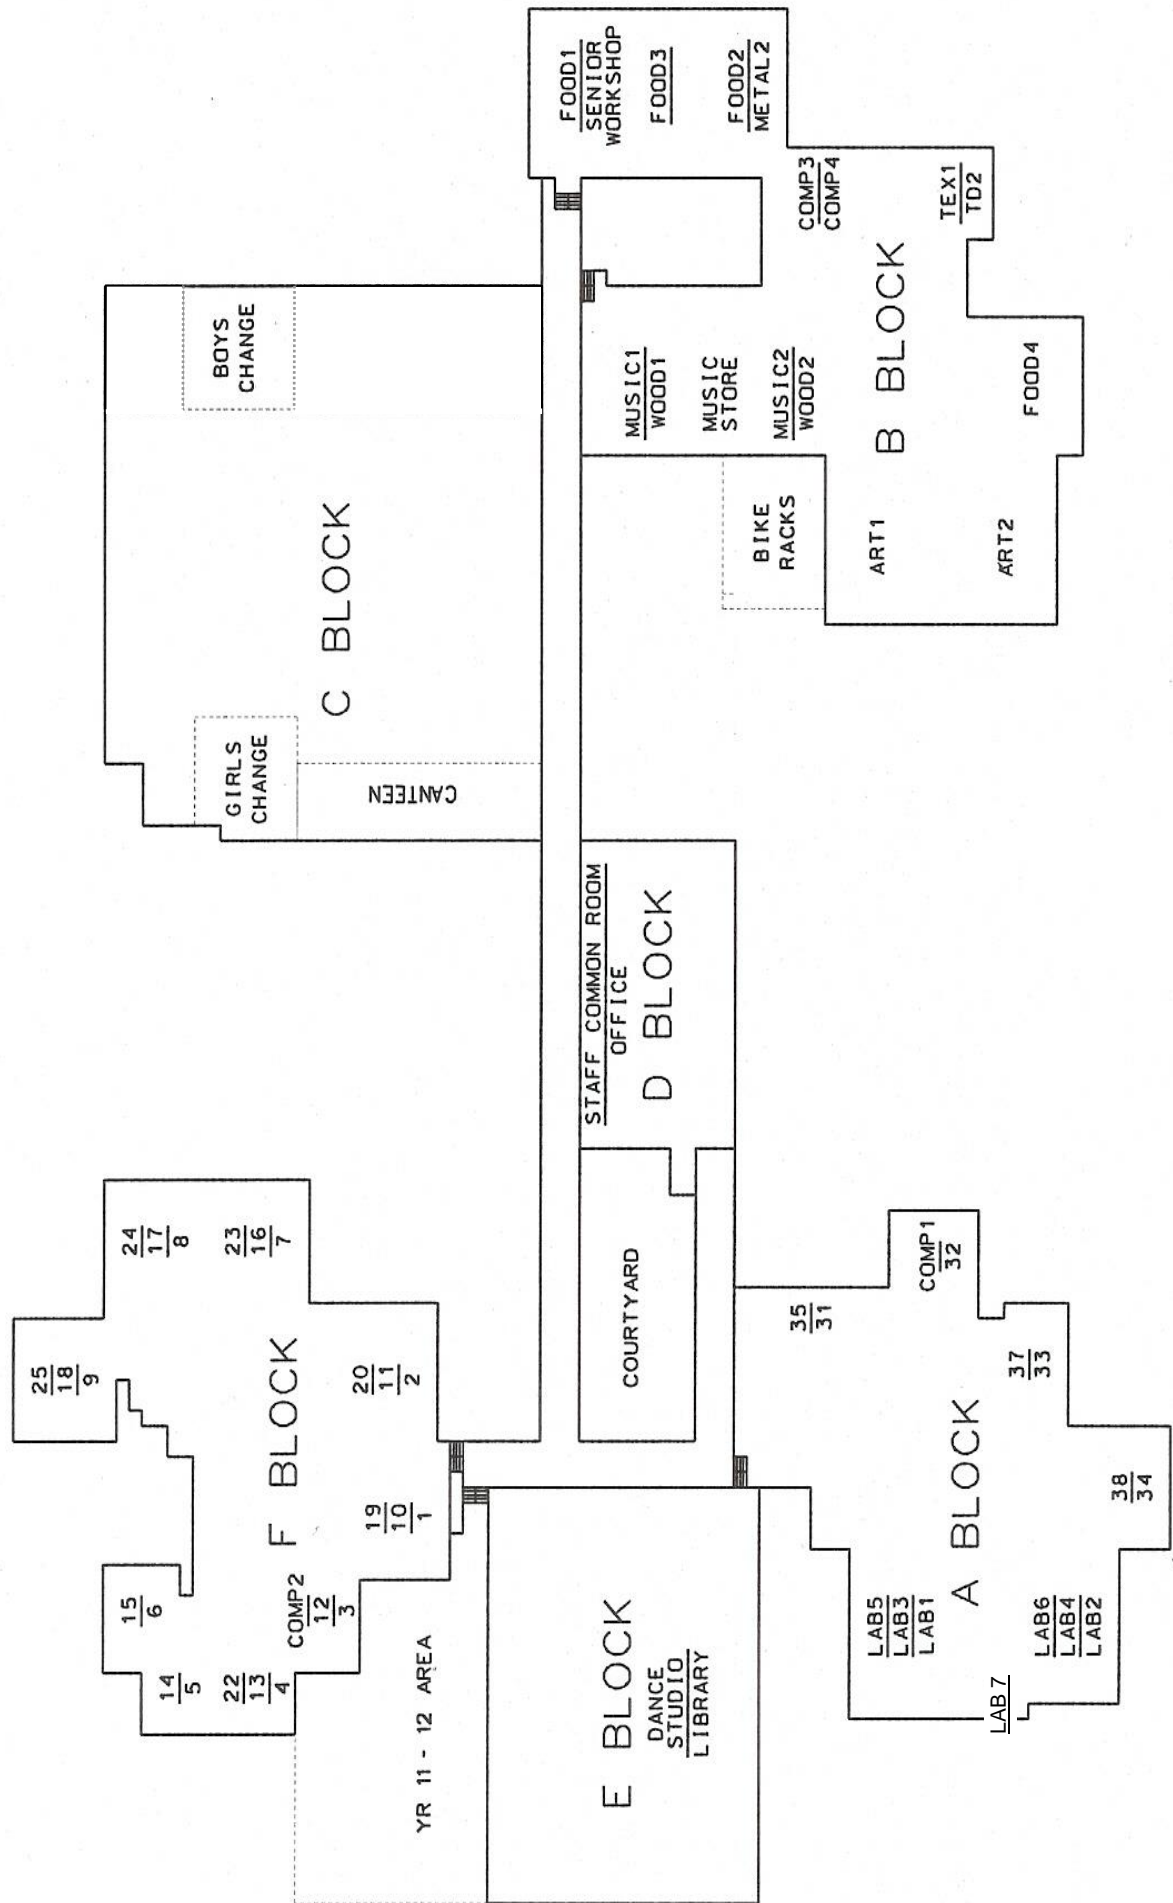 25
18
9
24
17
8
23
16
7
15
6
14
5
22
13
4
COMP2
12
3
20
11
2
19
10
1
F BLOCK
YR 11 - 12 AREA
E BLOCK
DANCE
STUDIO
LIBRARY
COURTYARD
STAFF COMMON ROOM
OFFICE
D BLOCK
GIRLS
CHANGE
CANTEEN
C BLOCK
BOYS
CHANGE
FOOD1
SENIOR
WORKSHOP
FOOD3
FOOD2
METAL2
MUSIC1
WOOD1
MUSIC
STORE
MUSIC2
WOOD2
COMP3
COMP4
TEX1
TD2
BIKE
RACKS
B BLOCK
ART1
ART2
FOOD4
35
31
COMP1
32
37
33
38
34
LAB5
LAB3
LAB1
A BLOCK
LAB6
LAB4
LAB2
LAB7